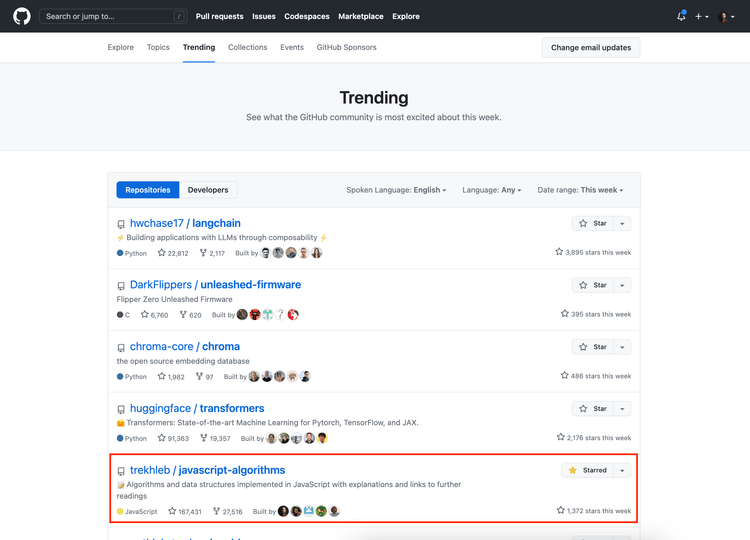 Search or jump to...
/
Pull requests Issues Codespaces Marketplace Explore
Explore Topics Trending Collections Events GitHub Sponsors
Change email updates
Trending
See what the GitHub community is most excited about this week.
Repositories Developers
Spoken Language: English Language: Any Date range: This week
hwchase17 / langchain
Star
⚡ Building applications with LLMs through composability ⚡
Python 22,812 2,117 Built by
3,895 stars this week
DarkFlippers / unleashed-firmware
Star
Flipper Zero Unleashed Firmware
C 6,760 620 Built by
395 stars this week
chroma-core / chroma
Star
the open source embedding database
Python 1,982 97 Built by
486 stars this week
huggingface / transformers
Star
🤗 Transformers: State-of-the-art Machine Learning for Pytorch, TensorFlow, and JAX.
Python 91,363 19,357 Built by
2,176 stars this week
trekhleb / javascript-algorithms
Starred
📝 Algorithms and data structures implemented in JavaScript with explanations and links to further
readings
JavaScript 167,431 27,516 Built by
1,372 stars this week